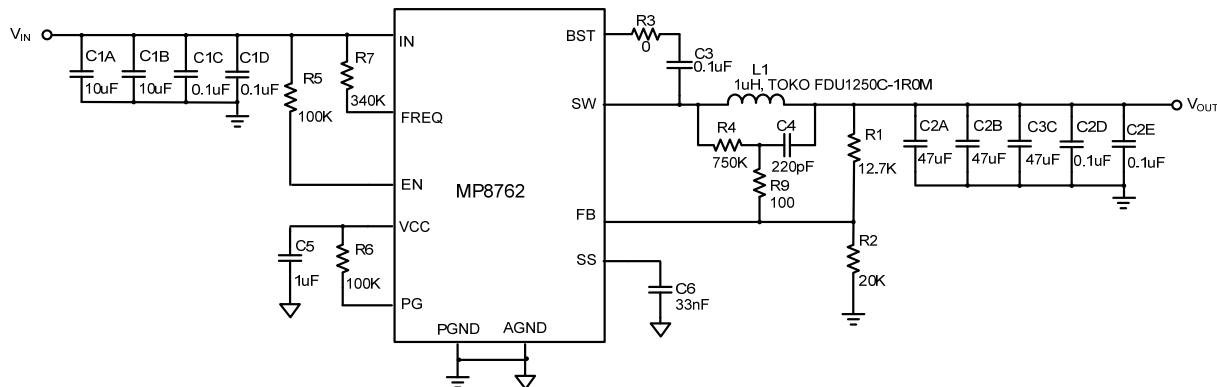 VIN
C1A
10uF
C1B
10uF
C1C
0.1uF
C1D
0.1uF
R5
100K
R7
340K
IN
FREQ
EN
VCC
PG
C5
1uF
R6
100K
MP8762
PGND
AGND
BST
SW
FB
SS
R3
0
C3
0.1uF
L1
1uH, TOKO FDU1250C-1R0M
R4
750K
C4
220pF
R9
100
R1
12.7K
R2
20K
C6
33nF
C2A
47uF
C2B
47uF
C3C
47uF
C2D
0.1uF
C2E
0.1uF
VOUT